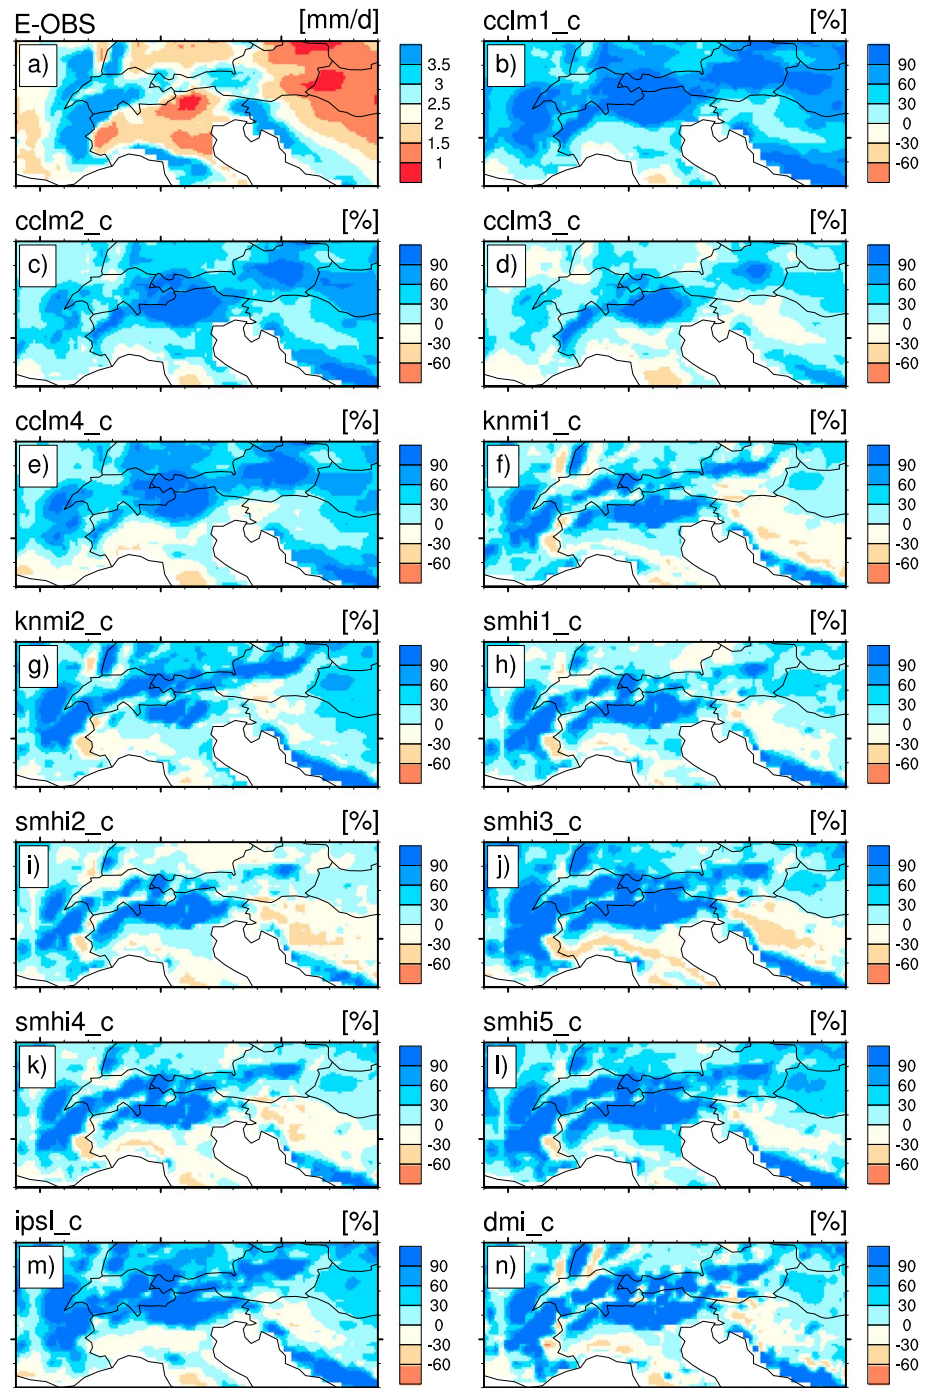 E-OBS [mm/d] cclm1_c [%]
a) 3.5 3 2.5 2 1.5 1 b) 90 60 30 0 -30 -60
cclm2_c [%] cclm3_c [%]
c) 90 60 30 0 -30 -60 d) 90 60 30 0 -30 -60
cclm4_c [%] knmi1_c [%]
e) 90 60 30 0 -30 -60 f) 90 60 30 0 -30 -60
knmi2_c [%] smhi1_c [%]
g) 90 60 30 0 -30 -60 h) 90 60 30 0 -30 -60
smhi2_c [%] smhi3_c [%]
i) 90 60 30 0 -30 -60 j) 90 60 30 0 -30 -60
smhi4_c [%] smhi5_c [%]
k) 90 60 30 0 -30 -60 l) 90 60 30 0 -30 -60
ipsl_c [%] dmi_c [%]
m) 90 60 30 0 -30 -60 n) 90 60 30 0 -30 -60